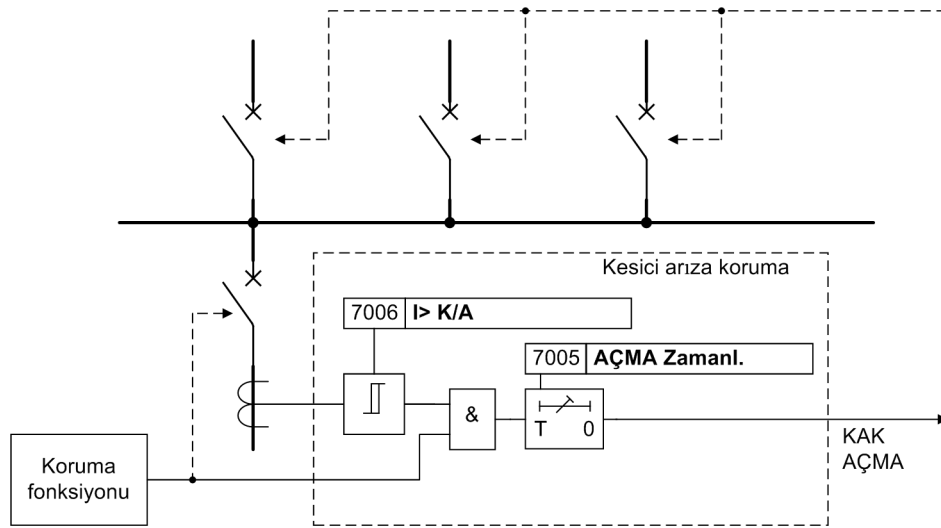 Kesici arıza koruma
7006 I> K/A
7005 AÇMA Zamanl.
&
T 0
KAK
AÇMA
Koruma
fonksiyonu